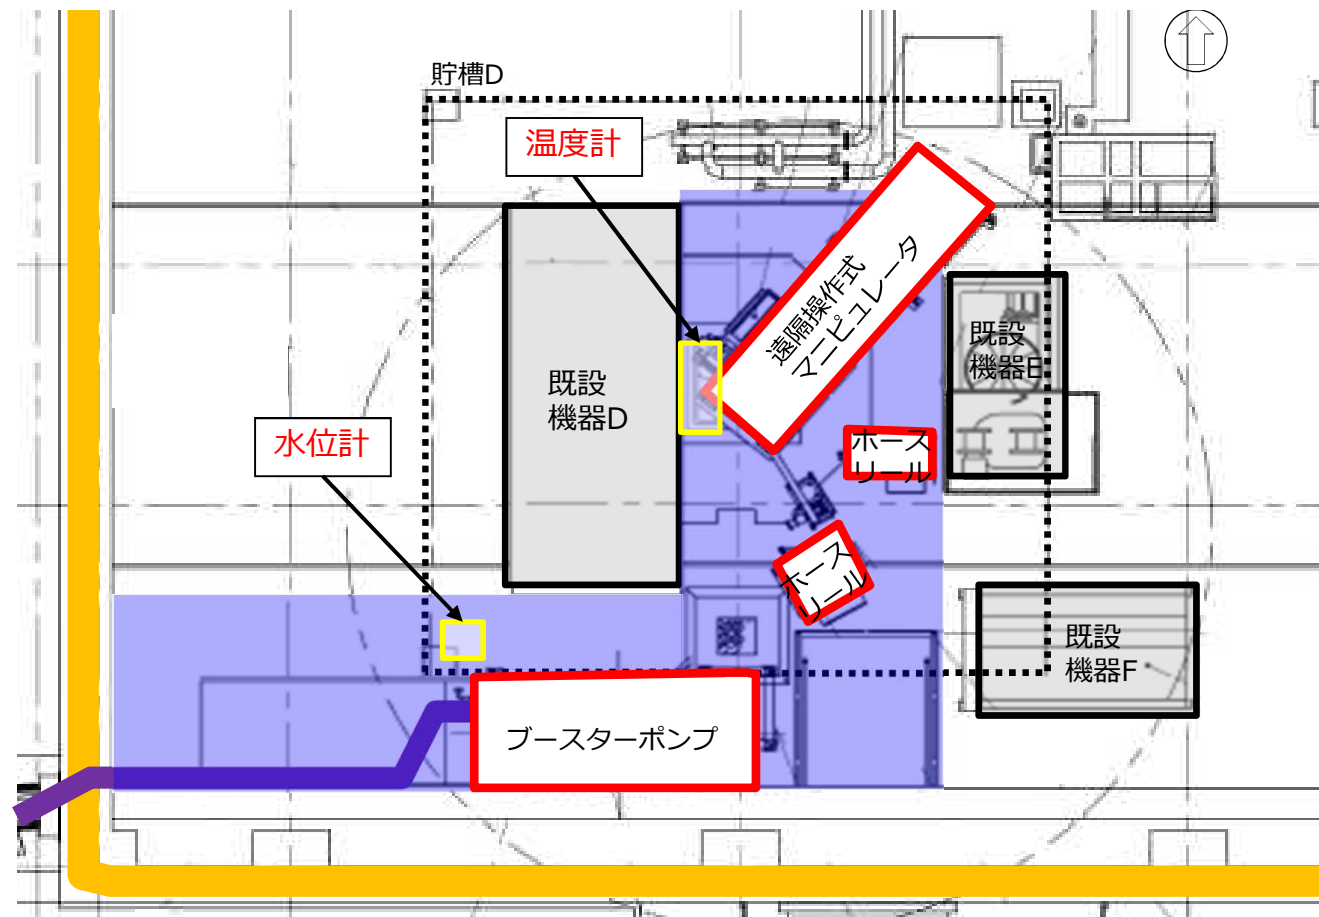 貯槽D
温度計
遠隔操作式
マニピュレータ
既設
機器E
既設
機器D
水位計
ホース
リール
ホース
リール
既設
機器F
ブースターポンプ